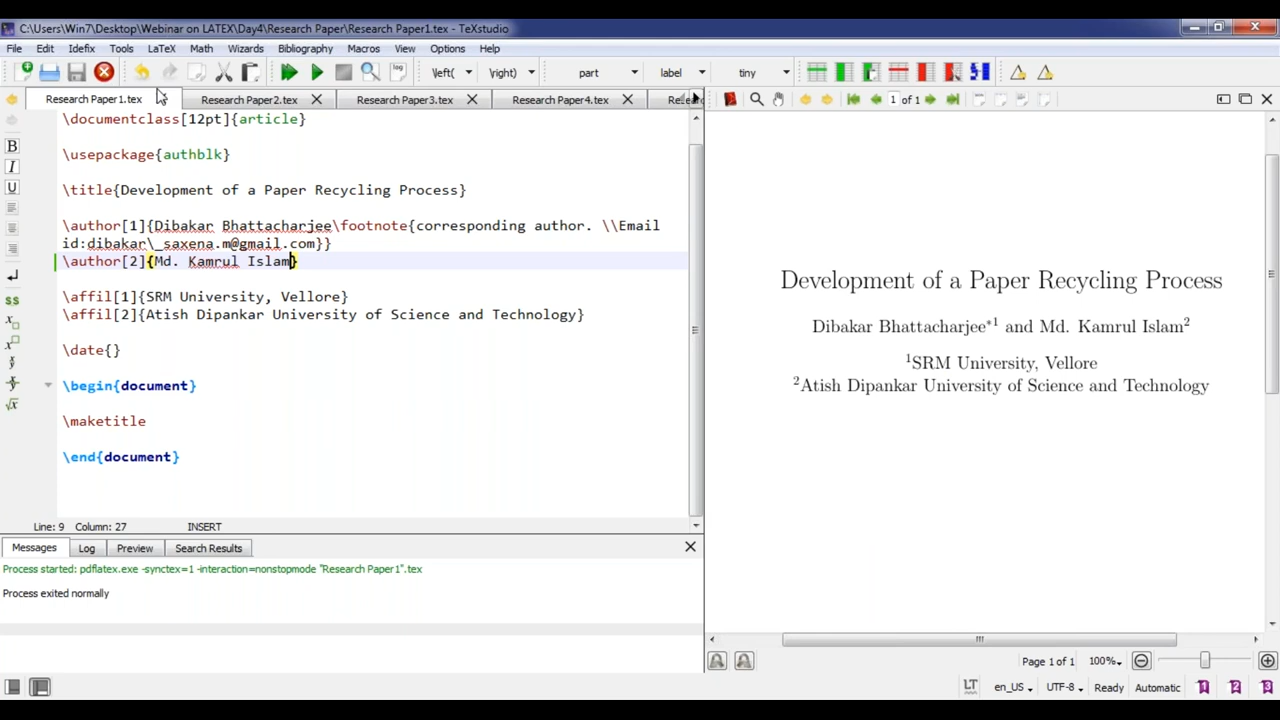 C:\Users\Win7\Desktop\Webinar on LATEX\Day4\Research Paper\Research Paper1.tex - TeXstudio
File Edit Idefix Tools LaTeX Math Wizards Bibliography Macros View Options Help
\left( \right) part label tiny
Research Paper1.tex Research Paper2.tex Research Paper3.tex Research Paper4.tex
1 of 1
\documentclass[12pt]{article}
\usepackage{authblk}
\title{Development of a Paper Recycling Process}
\author[1]{Dibakar Bhattacharjee\footnote{corresponding author. \\Email
id:dibakar\_saxena.m@gmail.com}}
\author[2]{Md. Kamrul Islam}
\affil[1]{SRM University, Vellore}
\affil[2]{Atish Dipankar University of Science and Technology}
\date{}
\begin{document}
\maketitle
\end{document}
Line: 9 Column: 27 INSERT
Messages Log Preview Search Results
Process started: pdflatex.exe -synctex=1 -interaction=nonstopmode "Research Paper1".tex
Process exited normally
Development of a Paper Recycling Process
Dibakar Bhattacharjee*1 and Md. Kamrul Islam2
1SRM University, Vellore
2Atish Dipankar University of Science and Technology
Page 1 of 1 100%
LT en_US UTF-8 Ready Automatic 1 2 3